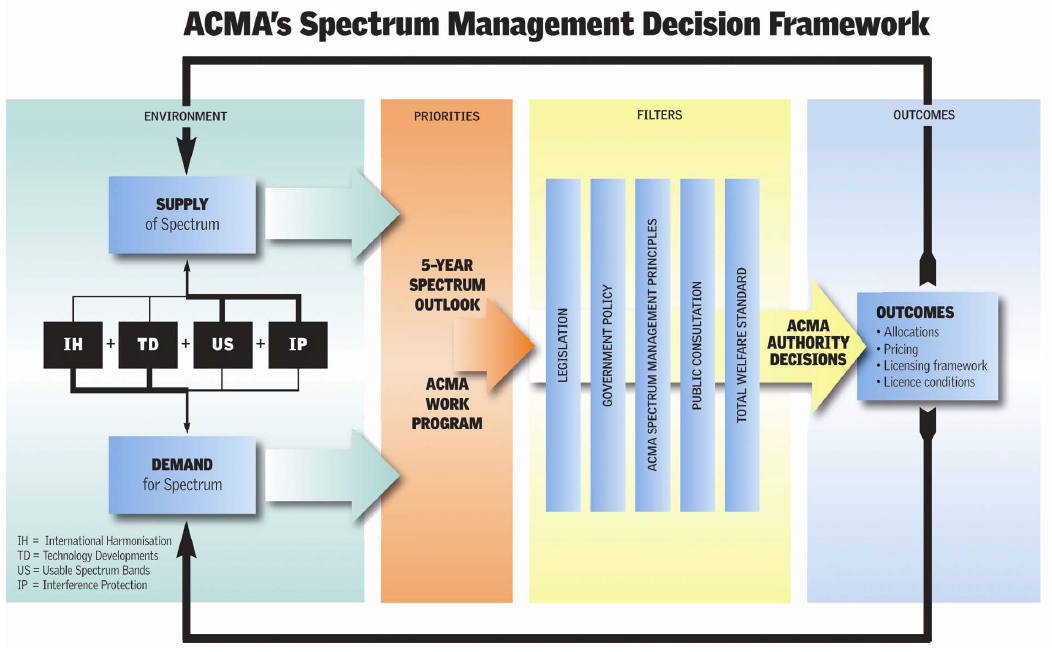 ACMA's Spectrum Management Decision Framework
ENVIRONMENT
PRIORITIES
FILTERS
OUTCOMES
SUPPLY
of Spectrum
IH + TD + US + IP
DEMAND
for Spectrum
IH = International Harmonisation
TD = Technology Developments
US = Usable Spectrum Bands
IP = Interference Protection
5-YEAR
SPECTRUM
OUTLOOK
ACMA
WORK
PROGRAM
LEGISLATION
GOVERNMENT POLICY
ACMA SPECTRUM MANAGEMENT PRINCIPLES
PUBLIC CONSULTATION
TOTAL WELFARE STANDARD
ACMA
AUTHORITY
DECISIONS
OUTCOMES
• Allocations
• Pricing
• Licensing framework
• Licence conditions